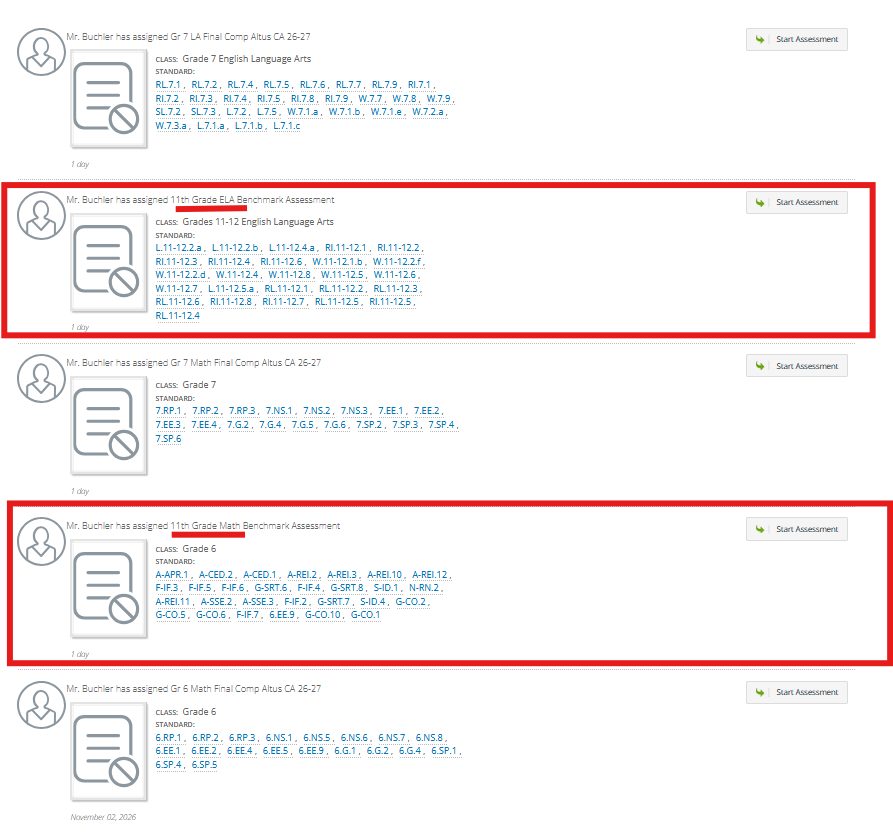 Mr. Buchler has assigned Gr 7 LA Final Comp Altus CA 26-27
Start Assessment
CLASS: Grade 7 English Language Arts
STANDARD:
RL.7.1 , RL.7.2 , RL.7.4 , RL.7.5 , RL.7.6 , RL.7.7 , RL.7.9 , RI.7.1 ,
RI.7.2 , RI.7.3 , RI.7.4 , RI.7.5 , RI.7.8 , RI.7.9 , W.7.7 , W.7.8 , W.7.9 ,
SL.7.2 , SL.7.3 , L.7.2 , L.7.5 , W.7.1.a , W.7.1.b , W.7.1.e , W.7.2.a ,
W.7.3.a , L.7.1.a , L.7.1.b , L.7.1.c
1 day
Mr. Buchler has assigned 11th Grade ELA Benchmark Assessment
Start Assessment
CLASS: Grades 11-12 English Language Arts
STANDARD:
L.11-12.2.a , L.11-12.2.b , L.11-12.4.a , RI.11-12.1 , RI.11-12.2 ,
RI.11-12.3 , RI.11-12.4 , RI.11-12.6 , W.11-12.1.b , W.11-12.2.f ,
W.11-12.2.d , W.11-12.4 , W.11-12.8 , W.11-12.5 , W.11-12.6 ,
W.11-12.7 , L.11-12.5.a , RL.11-12.1 , RL.11-12.2 , RL.11-12.3 ,
RL.11-12.6 , RI.11-12.8 , RI.11-12.7 , RL.11-12.5 , RI.11-12.5 ,
RL.11-12.4
1 day
Mr. Buchler has assigned Gr 7 Math Final Comp Altus CA 26-27
Start Assessment
CLASS: Grade 7
STANDARD:
7.RP.1 , 7.RP.2 , 7.RP.3 , 7.NS.1 , 7.NS.2 , 7.NS.3 , 7.EE.1 , 7.EE.2 ,
7.EE.3 , 7.EE.4 , 7.G.2 , 7.G.4 , 7.G.5 , 7.G.6 , 7.SP.2 , 7.SP.3 , 7.SP.4 ,
7.SP.6
1 day
Mr. Buchler has assigned 11th Grade Math Benchmark Assessment
Start Assessment
CLASS: Grade 6
STANDARD:
A-APR.1 , A-CED.2 , A-CED.1 , A-REI.2 , A-REI.3 , A-REI.10 , A-REI.12 ,
F-IF.3 , F-IF.5 , F-IF.6 , G-SRT.6 , F-IF.4 , G-SRT.8 , S-ID.1 , N-RN.2 ,
A-REI.11 , A-SSE.2 , A-SSE.3 , F-IF.2 , G-SRT.7 , S-ID.4 , G-CO.2 ,
G-CO.5 , G-CO.6 , F-IF.7 , 6.EE.9 , G-CO.10 , G-CO.1
1 day
Mr. Buchler has assigned Gr 6 Math Final Comp Altus CA 26-27
Start Assessment
CLASS: Grade 6
STANDARD:
6.RP.1 , 6.RP.2 , 6.RP.3 , 6.NS.1 , 6.NS.5 , 6.NS.6 , 6.NS.7 , 6.NS.8 ,
6.EE.1 , 6.EE.2 , 6.EE.4 , 6.EE.5 , 6.EE.9 , 6.G.1 , 6.G.2 , 6.G.4 , 6.SP.1 ,
6.SP.4 , 6.SP.5
November 02, 2026